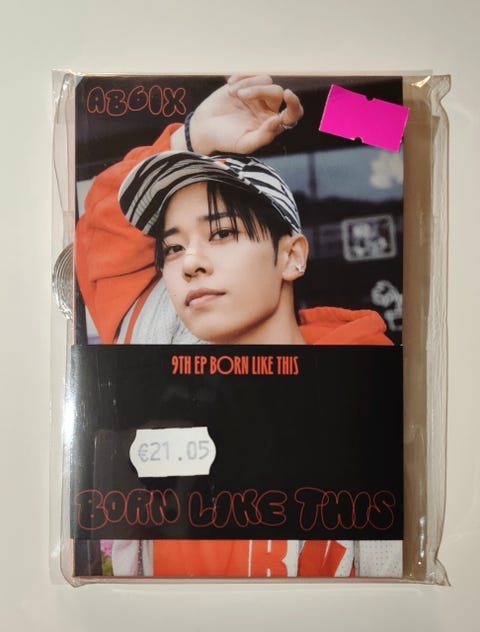 AB6IX
9TH EP BORN LIKE THIS
€21.05
BORN LIKE THIS